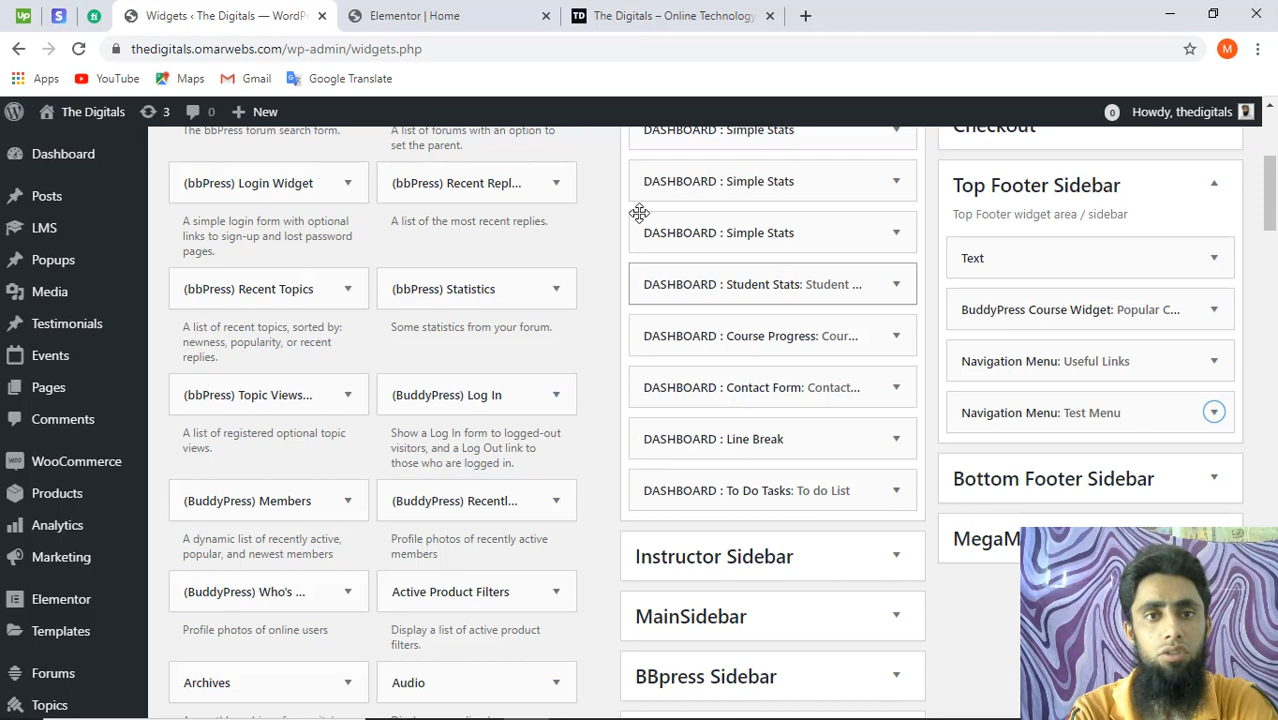 Up
S
fi
Widgets ‹ The Digitals — WordPr
Elementor | Home
TD
The Digitals – Online Technology
thedigitals.omarwebs.com/wp-admin/widgets.php
M
Apps
YouTube
Maps
Gmail
Google Translate
The Digitals
3
0
New
0
Howdy, thedigitals
Dashboard
Posts
LMS
Popups
Media
Testimonials
Events
Pages
Comments
WooCommerce
Products
Analytics
Marketing
Elementor
Templates
Forums
Topics
The bbPress forum search form.
A list of forums with an option to
set the parent.
(bbPress) Login Widget
(bbPress) Recent Repl...
A simple login form with optional
links to sign-up and lost password
pages.
A list of the most recent replies.
(bbPress) Recent Topics
(bbPress) Statistics
A list of recent topics, sorted by:
newness, popularity, or recent
replies.
Some statistics from your forum.
(bbPress) Topic Views...
(BuddyPress) Log In
A list of registered optional topic
views.
Show a Log In form to logged-out
visitors, and a Log Out link to
those who are logged in.
(BuddyPress) Members
(BuddyPress) Recentl...
A dynamic list of recently active,
popular, and newest members
Profile photos of recently active
members
(BuddyPress) Who's ...
Active Product Filters
Profile photos of online users
Display a list of active product
filters.
Archives
Audio
DASHBOARD : Simple Stats
DASHBOARD : Simple Stats
DASHBOARD : Simple Stats
DASHBOARD : Student Stats: Student ...
DASHBOARD : Course Progress: Cour...
DASHBOARD : Contact Form: Contact...
DASHBOARD : Line Break
DASHBOARD : To Do Tasks: To do List
Instructor Sidebar
MainSidebar
BBpress Sidebar
Checkout
Top Footer Sidebar
Top Footer widget area / sidebar
Text
BuddyPress Course Widget: Popular C...
Navigation Menu: Useful Links
Navigation Menu: Test Menu
Bottom Footer Sidebar
MegaM